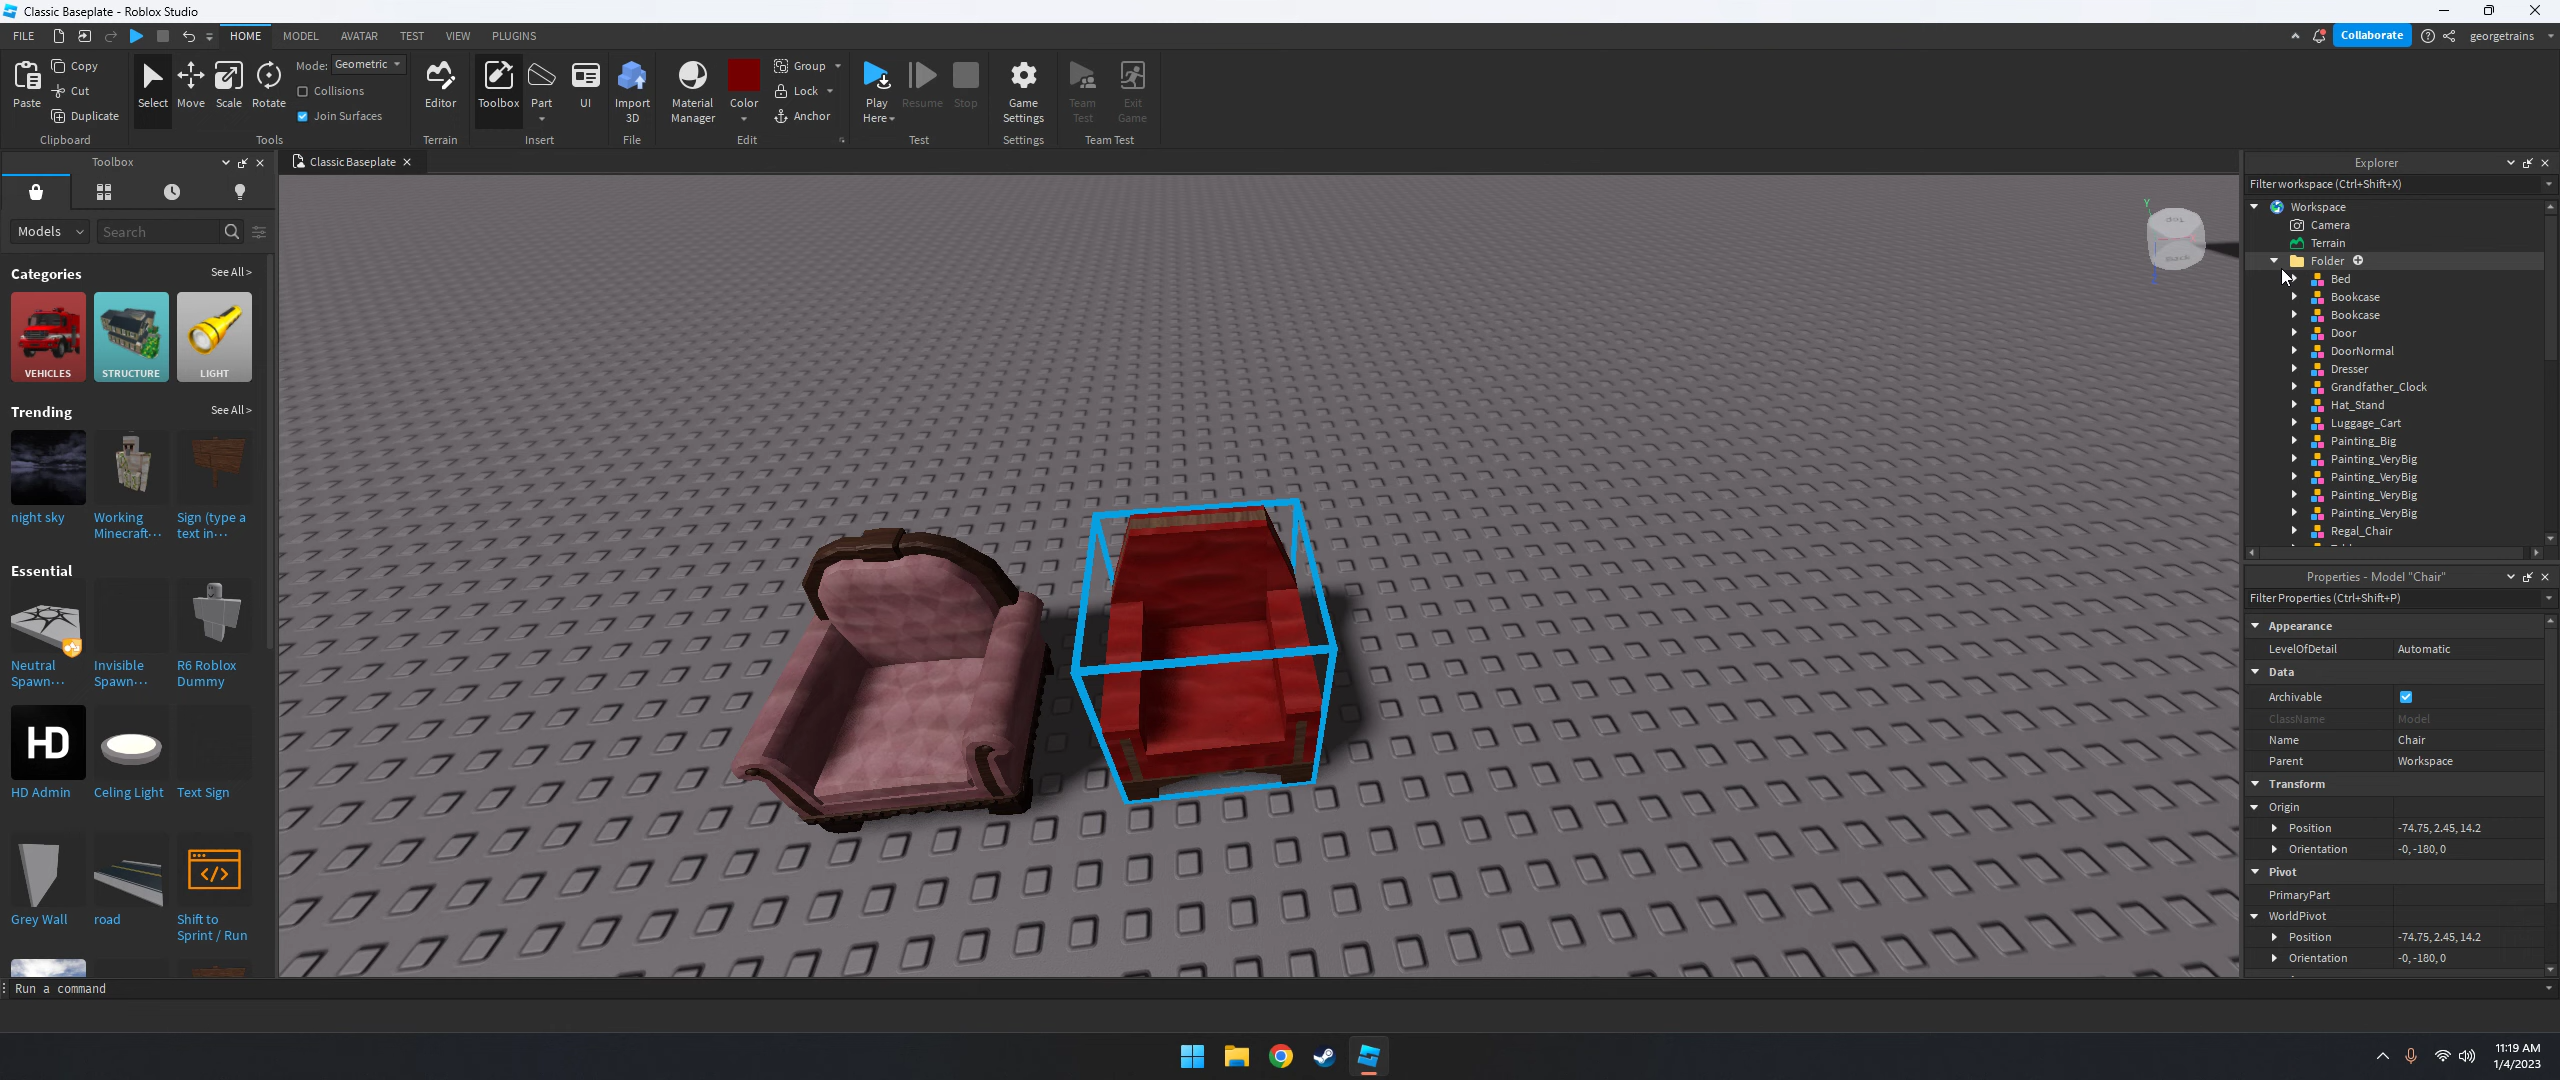 Classic Baseplate - Roblox Studio
FILE HOME MODEL AVATAR TEST VIEW PLUGINS Collaborate georgetrains
Copy
Cut
Duplicate
Paste
Clipboard
Select Move Scale Rotate
Mode: Geometric
Collisions
Join Surfaces
Tools
Editor
Terrain
Toolbox Part UI
Insert
Import
3D
File
Material
Manager
Color
Group
Lock
Anchor
Edit
Play
Here
Resume Stop
Test
Game
Settings
Settings
Team
Test
Exit
Game
Team Test
Toolbox
Classic Baseplate
Models Search
Categories See All >
VEHICLES STRUCTURE LIGHT
Trending See All >
night sky
Working
Minecraft...
Sign (type a
text in...
Essential
Neutral
Spawn...
Invisible
Spawn...
R6 Roblox
Dummy
HD
HD Admin Celing Light Text Sign
Grey Wall road
Shift to
Sprint / Run
Explorer
Filter workspace (Ctrl+Shift+X)
Workspace
Camera
Terrain
Folder
Bed
Bookcase
Bookcase
Door
DoorNormal
Dresser
Grandfather_Clock
Hat_Stand
Luggage_Cart
Painting_Big
Painting_VeryBig
Painting_VeryBig
Painting_VeryBig
Painting_VeryBig
Regal_Chair
Properties - Model "Chair"
Filter Properties (Ctrl+Shift+P)
Appearance
LevelOfDetail Automatic
Data
Archivable
ClassName Model
Name Chair
Parent Workspace
Transform
Origin
Position -74.75, 2.45, 14.2
Orientation -0, -180, 0
Pivot
PrimaryPart
WorldPivot
Position -74.75, 2.45, 14.2
Orientation -0, -180, 0
Run a command
11:19 AM
1/4/2023